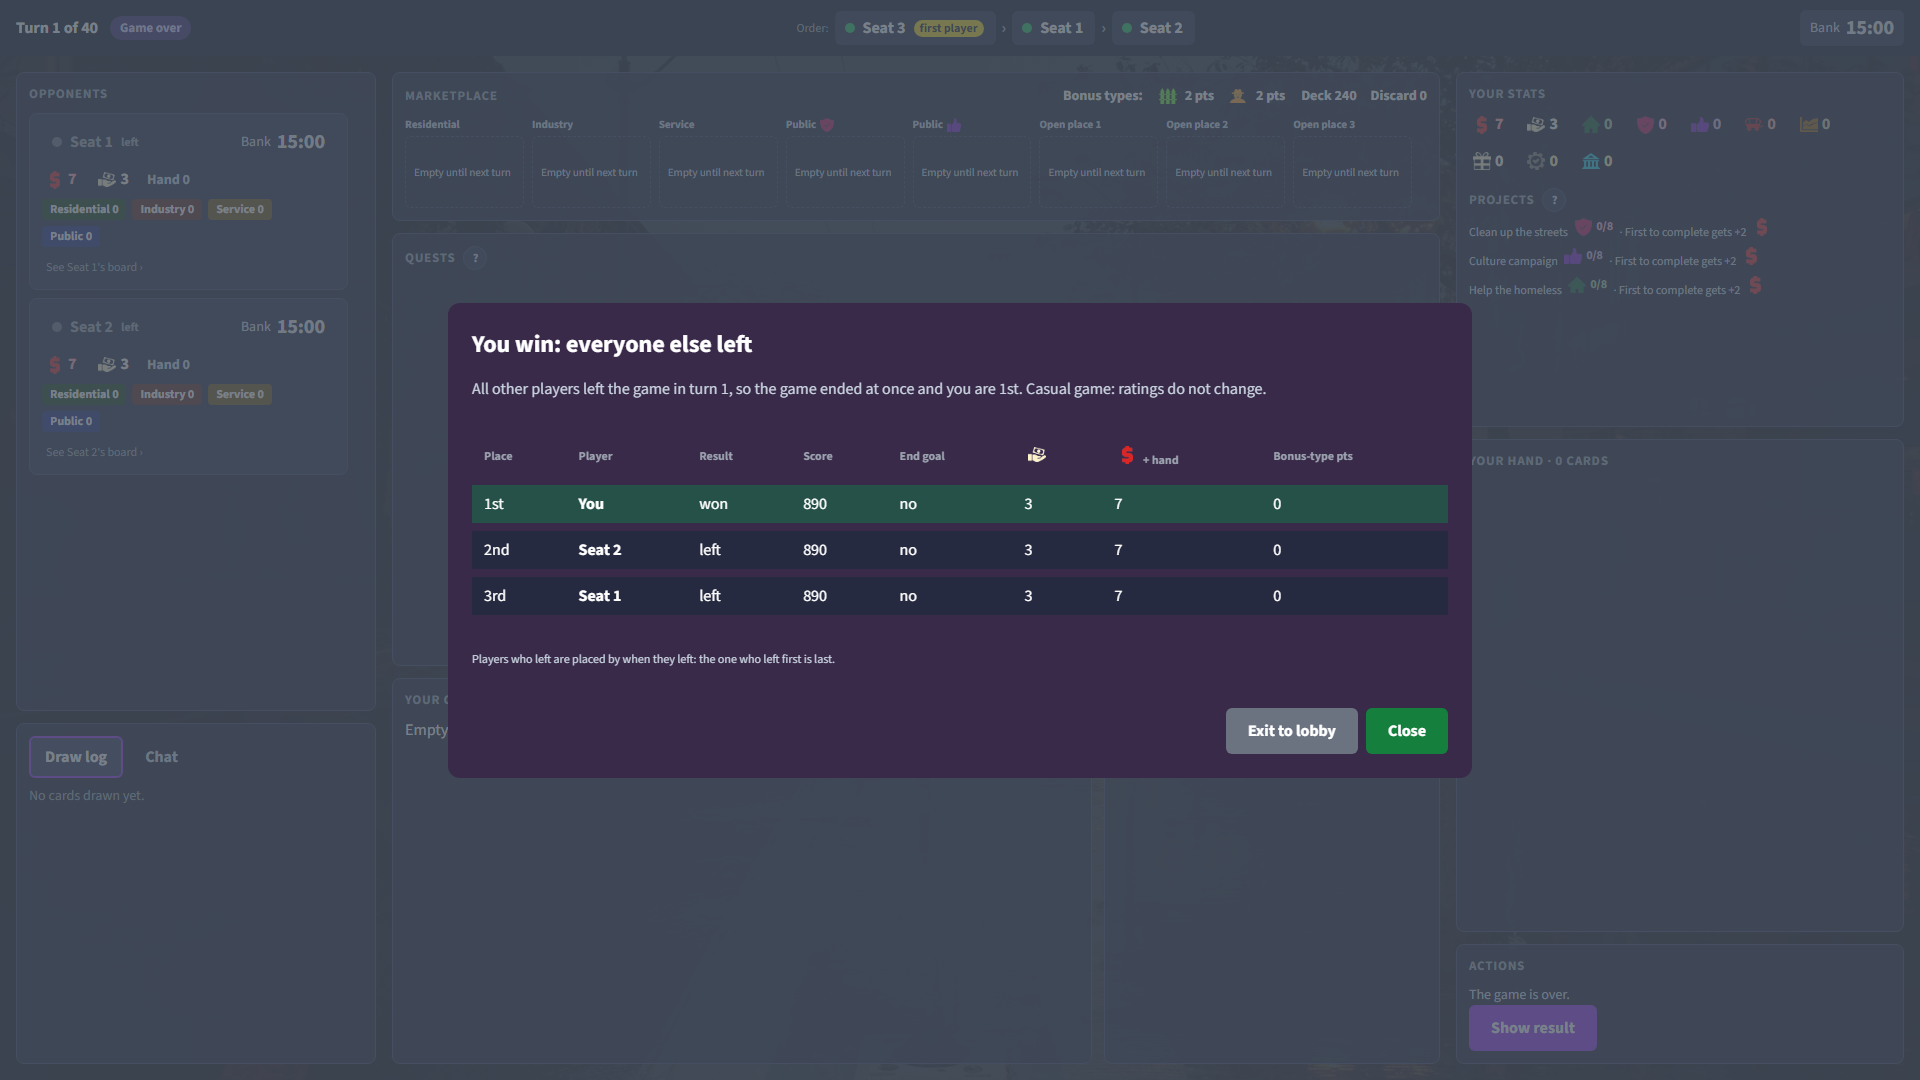 Turn 1 of 40 Game over
Order: Seat 3 first player › Seat 1 › Seat 2
Bank 15:00
OPPONENTS
Seat 1 left Bank 15:00
7 3 Hand 0
Residential 0 Industry 0 Service 0
Public 0
See Seat 1's board ›
Seat 2 left Bank 15:00
7 3 Hand 0
Residential 0 Industry 0 Service 0
Public 0
See Seat 2's board ›
Draw log Chat
No cards drawn yet.
MARKETPLACE
Bonus types: 2 pts 2 pts Deck 240 Discard 0
Residential Industry Service Public Public Open place 1 Open place 2 Open place 3
Empty until next turn Empty until next turn Empty until next turn Empty until next turn Empty until next turn Empty until next turn Empty until next turn Empty until next turn
QUESTS ?
You win: everyone else left
All other players left the game in turn 1, so the game ended at once and you are 1st. Casual game: ratings do not change.
Place Player Result Score End goal + hand Bonus-type pts
1st You won 890 no 3 7 0
2nd Seat 2 left 890 no 3 7 0
3rd Seat 1 left 890 no 3 7 0
Players who left are placed by when they left: the one who left first is last.
Exit to lobby Close
YOUR
Empty
YOUR STATS
7 3 0 0 0 0 0
0 0 0
PROJECTS ?
Clean up the streets 0/8 · First to complete gets +2
Culture campaign 0/8 · First to complete gets +2
Help the homeless 0/8 · First to complete gets +2
YOUR HAND - 0 CARDS
ACTIONS
The game is over.
Show result